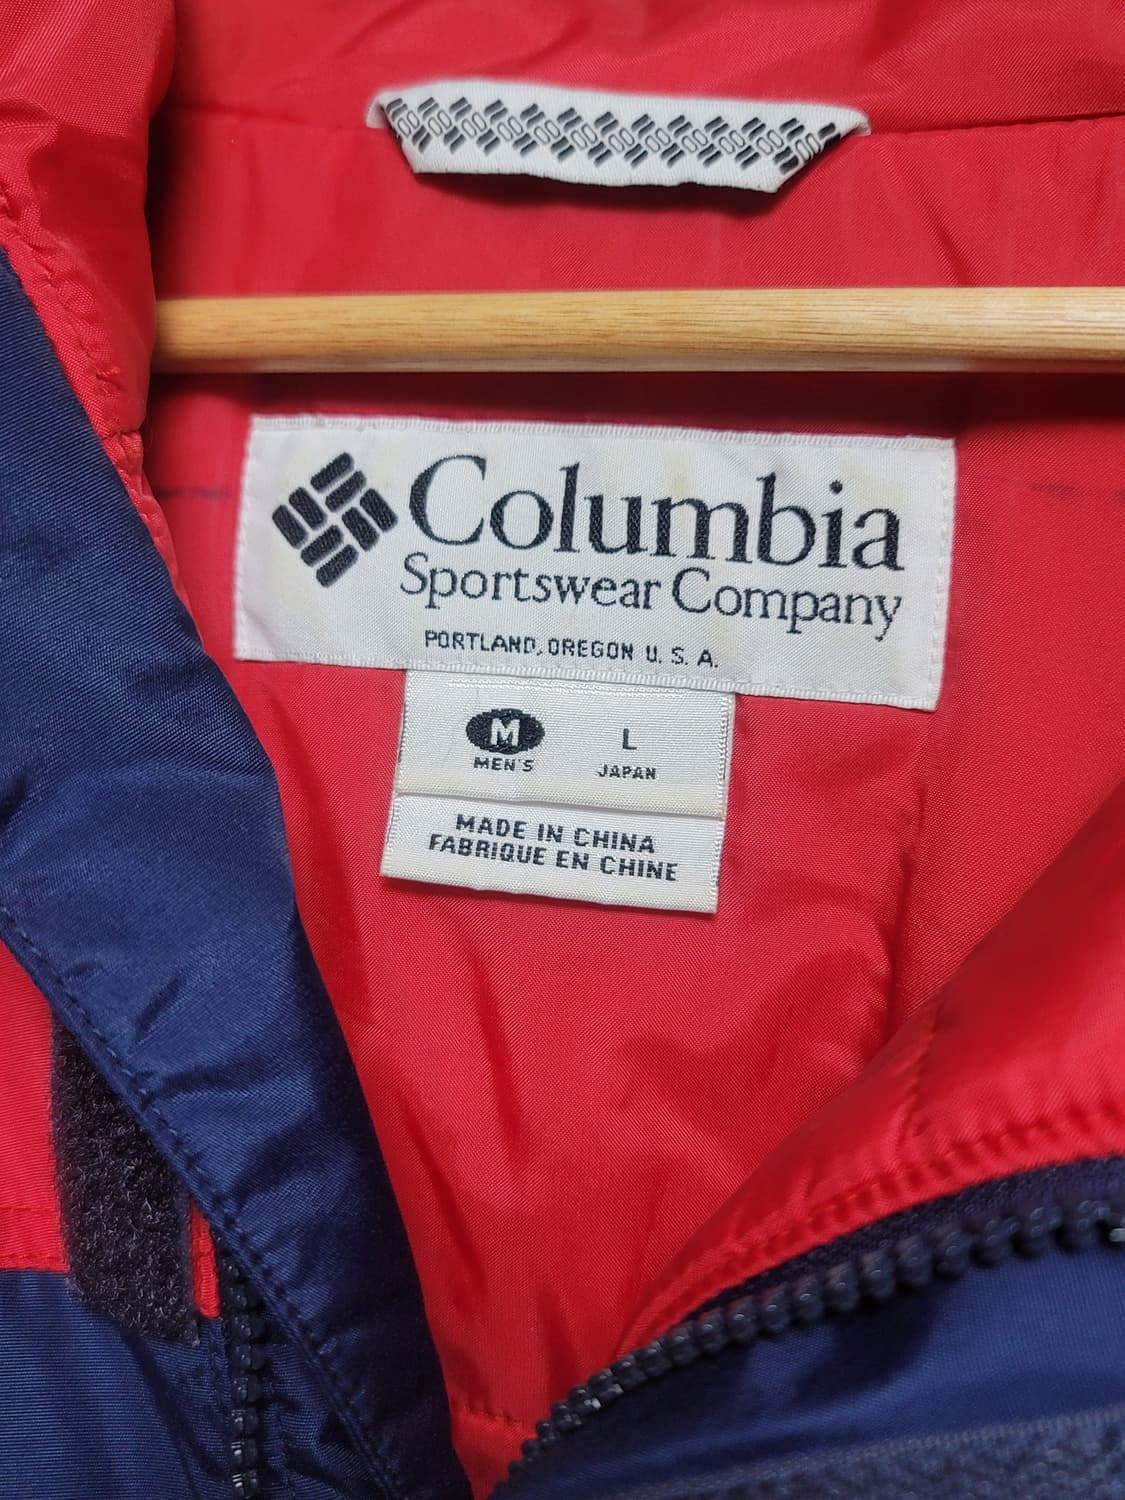 Columbia
Sportswear Company
PORTLAND, OREGON U. S. A.
M L
MEN'S JAPAN
MADE IN CHINA
FABRIQUE EN CHINE